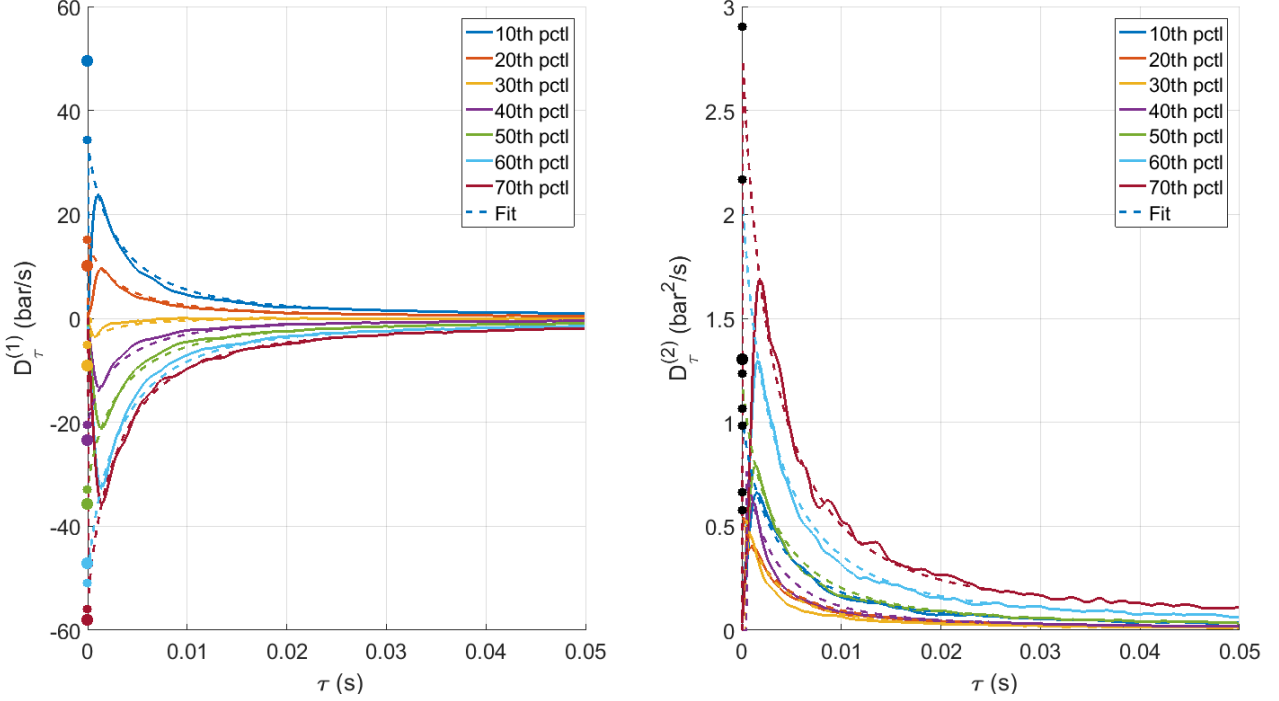 D_τ^(1) (bar/s)
60
40
20
0
-20
-40
-60
0
0.01
0.02
0.03
0.04
0.05
τ (s)
10th pctl
20th pctl
30th pctl
40th pctl
50th pctl
60th pctl
70th pctl
Fit
D_τ^(2) (bar²/s)
3
2.5
2
1.5
1
0.5
0
0
0.01
0.02
0.03
0.04
0.05
τ (s)
10th pctl
20th pctl
30th pctl
40th pctl
50th pctl
60th pctl
70th pctl
Fit